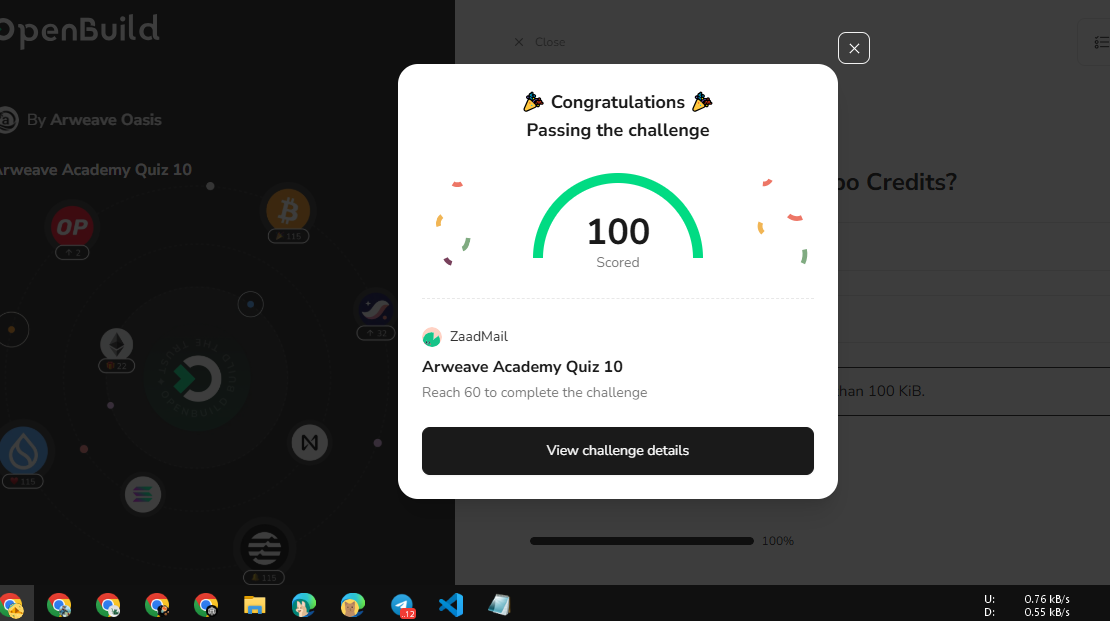 OpenBuild
By Arweave Oasis
Arweave Academy Quiz 10
OP
2
115
22
32
115
115
Close
oo Credits?
han 100 KiB.
100%
Congratulations
Passing the challenge
100
Scored
ZaadMail
Arweave Academy Quiz 10
Reach 60 to complete the challenge
View challenge details
12
U: 0.76 kB/s
D: 0.55 kB/s